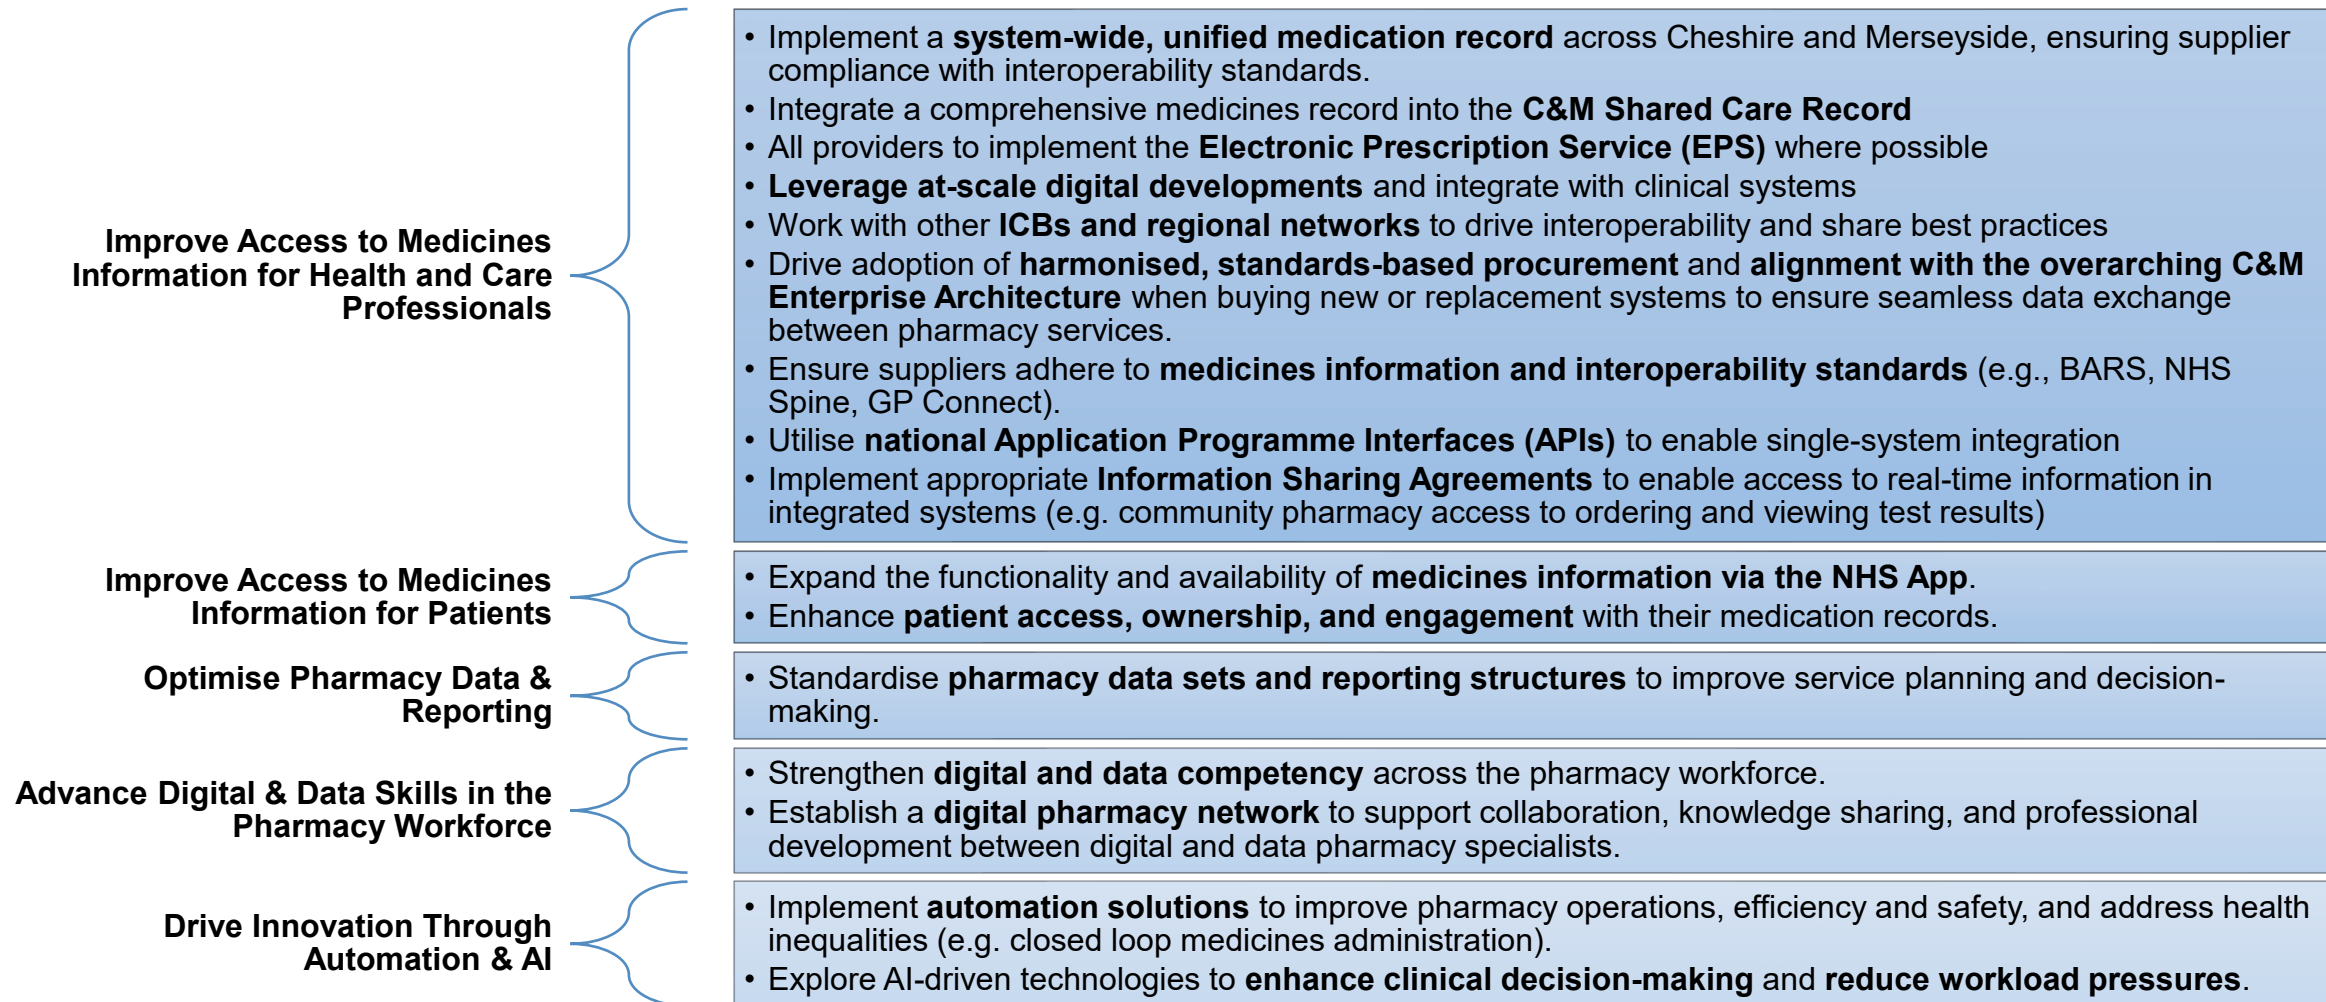 Improve Access to Medicines
Information for Health and Care
Professionals
• Implement a system-wide, unified medication record across Cheshire and Merseyside, ensuring supplier
compliance with interoperability standards.
• Integrate a comprehensive medicines record into the C&M Shared Care Record
• All providers to implement the Electronic Prescription Service (EPS) where possible
• Leverage at-scale digital developments and integrate with clinical systems
• Work with other ICBs and regional networks to drive interoperability and share best practices
• Drive adoption of harmonised, standards-based procurement and alignment with the overarching C&M
Enterprise Architecture when buying new or replacement systems to ensure seamless data exchange
between pharmacy services.
• Ensure suppliers adhere to medicines information and interoperability standards (e.g., BARS, NHS
Spine, GP Connect).
• Utilise national Application Programme Interfaces (APIs) to enable single-system integration
• Implement appropriate Information Sharing Agreements to enable access to real-time information in
integrated systems (e.g. community pharmacy access to ordering and viewing test results)
Improve Access to Medicines
Information for Patients
• Expand the functionality and availability of medicines information via the NHS App.
• Enhance patient access, ownership, and engagement with their medication records.
Optimise Pharmacy Data &
Reporting
• Standardise pharmacy data sets and reporting structures to improve service planning and decision-
making.
Advance Digital & Data Skills in the
Pharmacy Workforce
• Strengthen digital and data competency across the pharmacy workforce.
• Establish a digital pharmacy network to support collaboration, knowledge sharing, and professional
development between digital and data pharmacy specialists.
Drive Innovation Through
Automation & AI
• Implement automation solutions to improve pharmacy operations, efficiency and safety, and address health
inequalities (e.g. closed loop medicines administration).
• Explore AI-driven technologies to enhance clinical decision-making and reduce workload pressures.